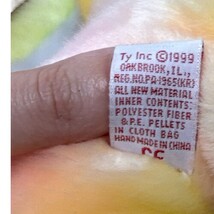 Ty Inc ©1999
OAKBROOK, IL.,
REG.NO.PA-1965(KR)
ALL NEW MATERIAL
INNER CONTENTS:
POLYESTER FIBER
& P.E. PELLETS
IN CLOTH BAG
HAND MADE IN CHINA
CE